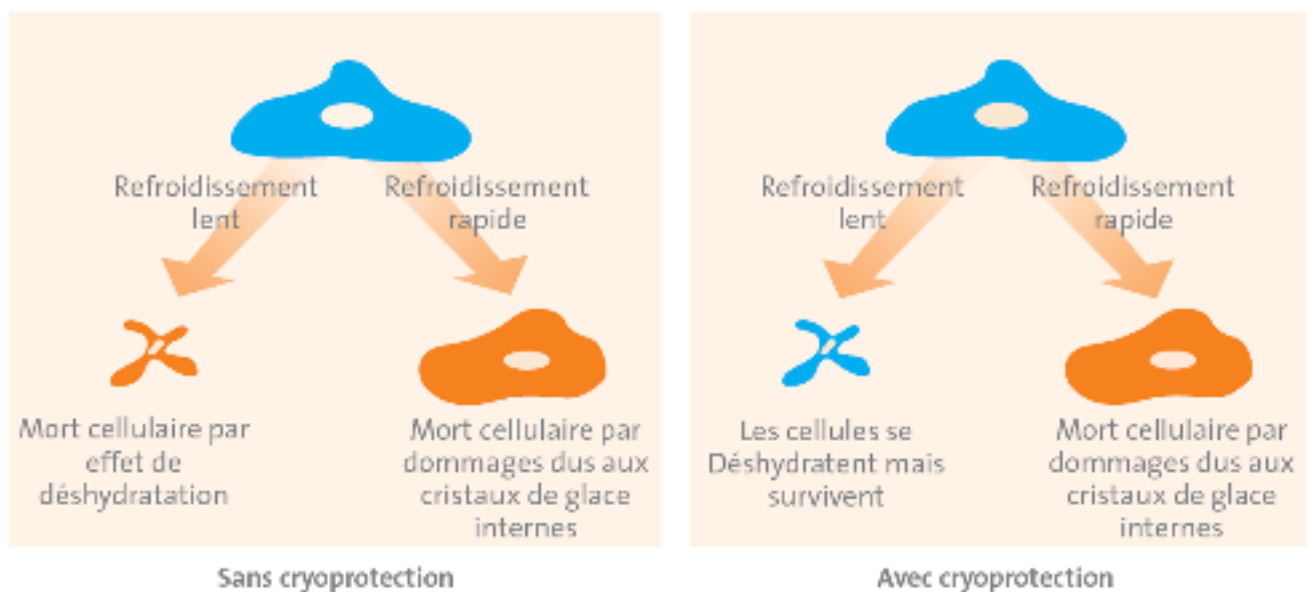 Refroidissement
lent
Refroidissement
rapide
Mort cellulaire par
effet de
déshydratation
Mort cellulaire par
dommages dus aux
cristaux de glace
internes
Sans cryoprotection
Refroidissement
lent
Refroidissement
rapide
Les cellules se
Déshydratent mais
survivent
Mort cellulaire par
dommages dus aux
cristaux de glace
internes
Avec cryoprotection